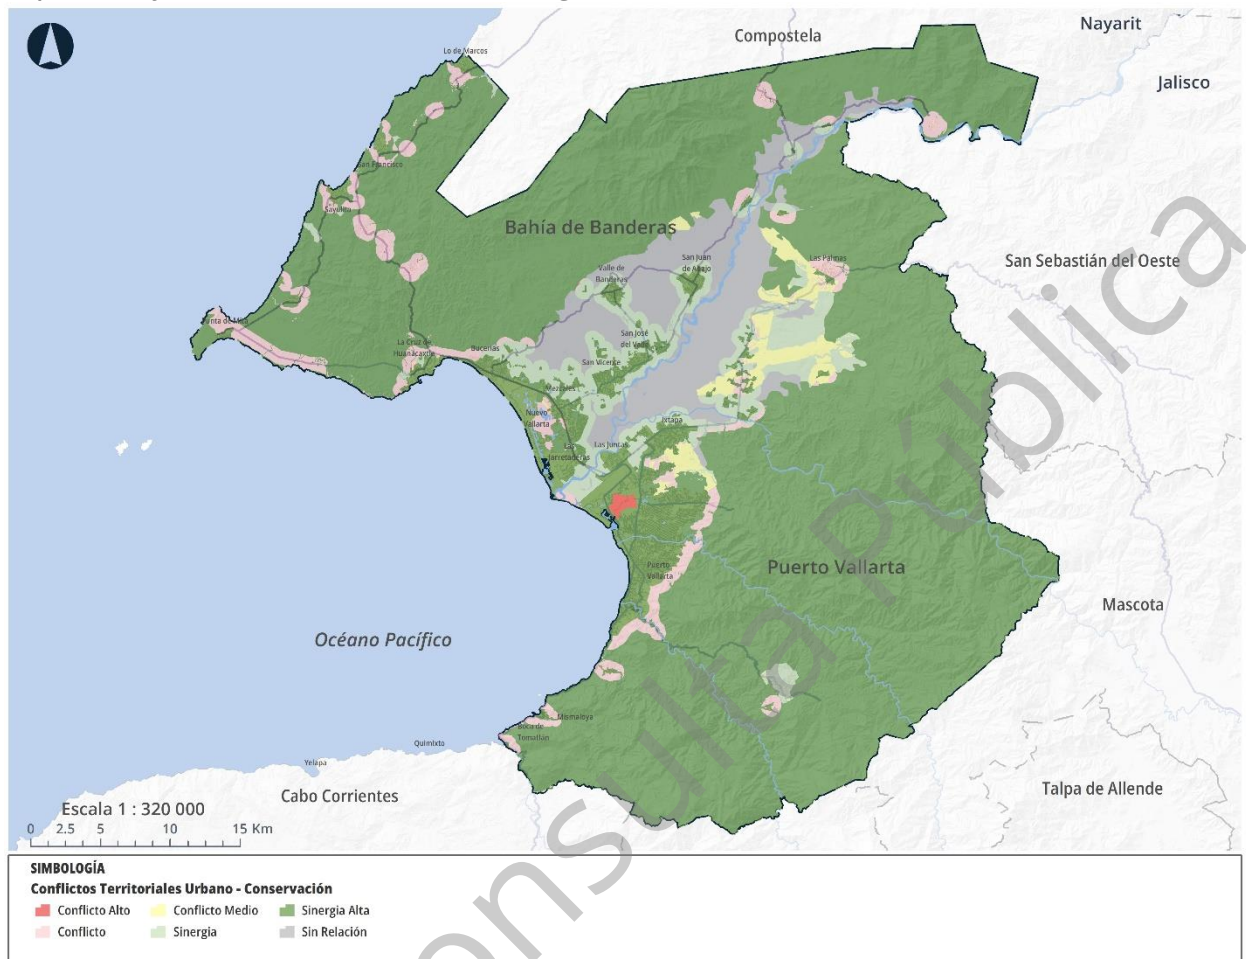 Nayarit
Compostela
Lo de Marcos
Jalisco
San Francisco
Sayulita
Bahía de Banderas
San Juan
de Abajo
Las Palmas
San Sebastián del Oeste
Valle de
Banderas
Punta de Mita
San José
del Valle
La Cruz de
Huanacaxtle
Bucerías
San Vicente
Mezcales
Nuevo
Vallarta
Ixtapa
Las Juntas
Jarretaderas
Puerto
Vallarta
Puerto Vallarta
Mascota
Océano Pacífico
Mismaloya
Boca de
Tomatlán
Quimixto
Yelapa
Cabo Corrientes
Talpa de Allende
Escala 1 : 320 000
0 2.5 5 10 15 Km
SIMBOLOGÍA
Conflictos Territoriales Urbano - Conservación
Conflicto Alto Conflicto Medio Sinergia Alta
Conflicto Sinergia Sin Relación
onsulta pública